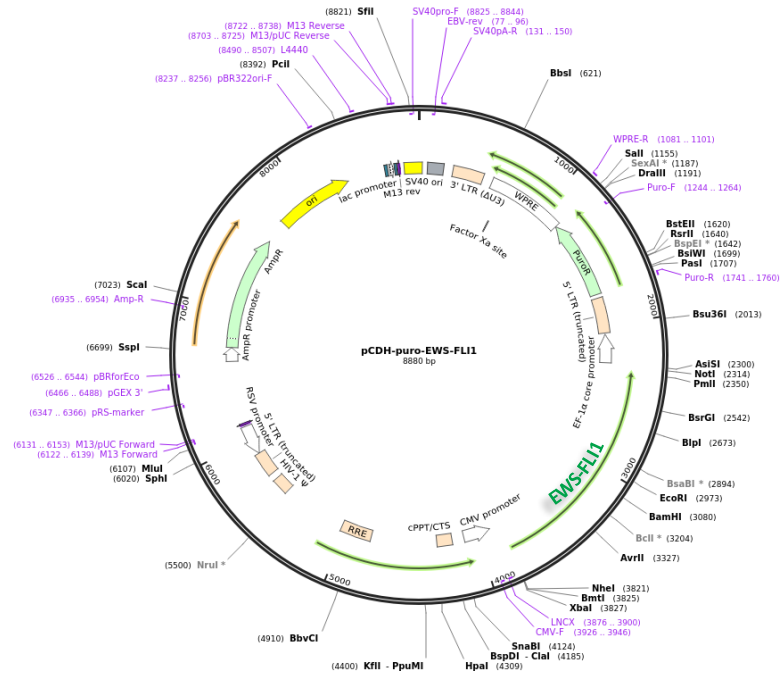 (8821) SfiI
SV40pro-F (8825 .. 8844)
EBV-rev (77 .. 96)
SV40pA-R (131 .. 150)
(8722 .. 8738) M13 Reverse
(8703 .. 8725) M13/pUC Reverse
(8490 .. 8507) L4440
(8392) PciI
(8237 .. 8256) pBR322ori-F
BbsI (621)
WPRE-R (1081 .. 1101)
SalI (1155)
SexAI * (1187)
DraIII (1191)
Puro-F (1244 .. 1264)
BstEII (1620)
RsrII (1640)
BspEI * (1642)
BsiWI (1699)
PasI (1707)
Puro-R (1741 .. 1760)
Bsu36I (2013)
AsiSI (2300)
NotI (2314)
PmlI (2350)
BsrGI (2542)
BlpI (2673)
BsaBI * (2894)
EcoRI (2973)
BamHI (3080)
BclI * (3204)
AvrII (3327)
NheI (3821)
BmtI (3825)
XbaI (3827)
LNCX (3876 .. 3900)
CMV-F (3926 .. 3946)
SnaBI (4124)
BspDI - ClaI (4185)
HpaI (4309)
(4400) KflI - PpuMI
(4910) BbvCI
(5500) NruI *
(6020) SphI
(6107) MluI
(6122 .. 6139) M13 Forward
(6131 .. 6153) M13/pUC Forward
(6347 .. 6366) pRS-marker
(6466 .. 6488) pGEX 3'
(6526 .. 6544) pBRforEco
(6699) SspI
(6935 .. 6954) Amp-R
(7023) ScaI
1000
2000
3000
4000
5000
6000
7000
8000
lac promoter
M13 rev
SV40 ori
3' LTR (ΔU3)
WPRE
Factor Xa site
PuroR
5' LTR (truncated)
EF-1α core promoter
EWS-FLI1
CMV promoter
cPPT/CTS
RRE
HIV-1 Ψ
5' LTR (truncated)
RSV promoter
AmpR promoter
AmpR
ori
pCDH-puro-EWS-FLI1
8880 bp